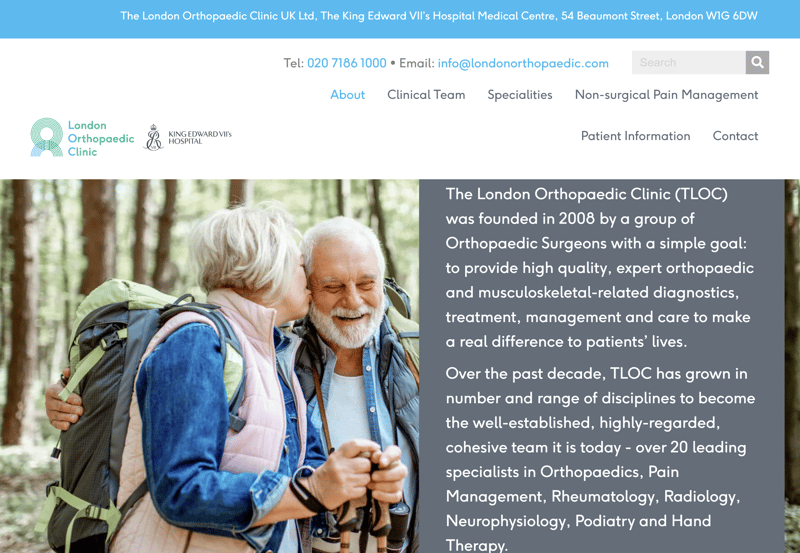 The London Orthopaedic Clinic UK Ltd, The King Edward VII's Hospital Medical Centre, 54 Beaumont Street, London W1G 6DW
Tel: 020 7186 1000 • Email: info@londonorthopaedic.com
Search
About Clinical Team Specialities Non-surgical Pain Management
London
Orthopaedic
Clinic
KING EDWARD VII's
HOSPITAL
Patient Information Contact
The London Orthopaedic Clinic (TLOC)
was founded in 2008 by a group of
Orthopaedic Surgeons with a simple goal:
to provide high quality, expert orthopaedic
and musculoskeletal-related diagnostics,
treatment, management and care to make
a real difference to patients' lives.
Over the past decade, TLOC has grown in
number and range of disciplines to become
the well-established, highly-regarded,
cohesive team it is today - over 20 leading
specialists in Orthopaedics, Pain
Management, Rheumatology, Radiology,
Neurophysiology, Podiatry and Hand
Therapy.